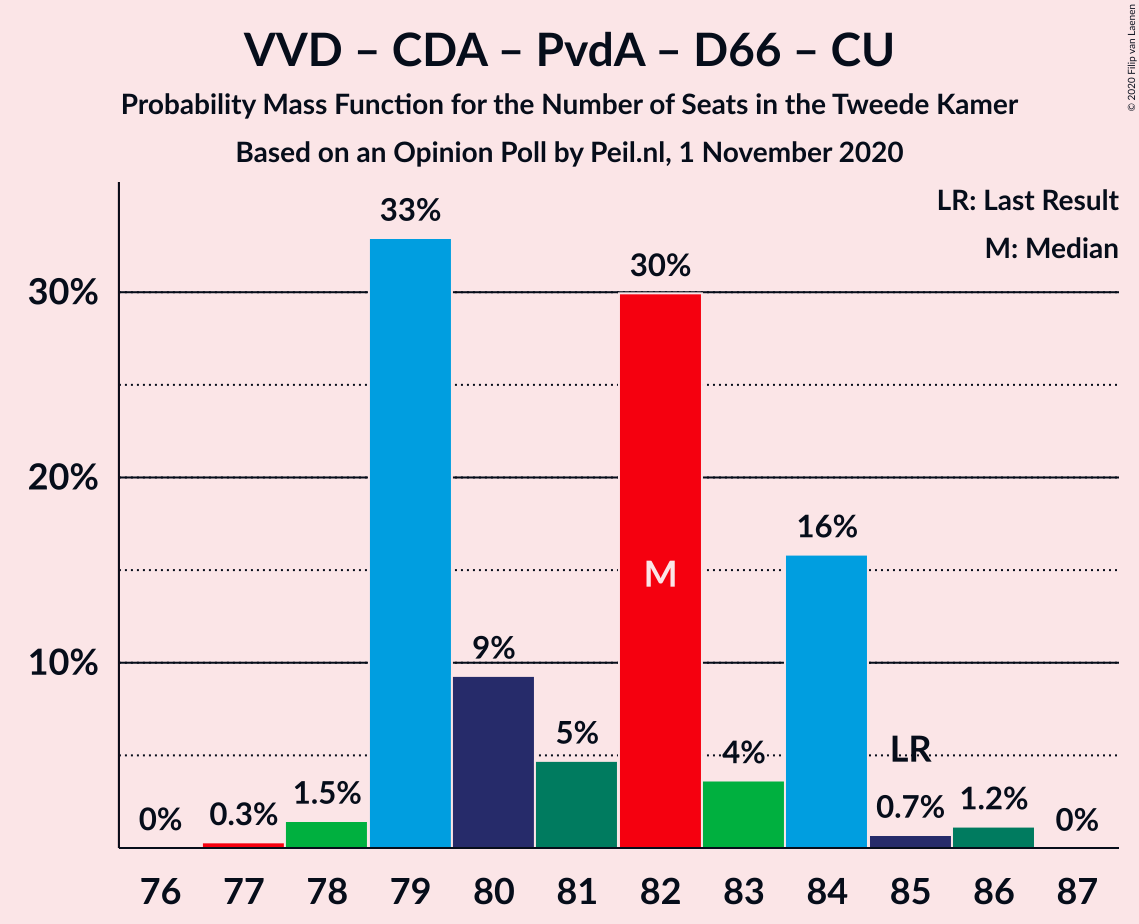 VVD – CDA – PvdA – D66 – CU
Probability Mass Function for the Number of Seats in the Tweede Kamer
Based on an Opinion Poll by Peil.nl, 1 November 2020
© 2020 Filip van Laenen
LR: Last Result
M: Median
33%
30%
30%
20%
16%
M
10%
9%
5%
4%
LR
1.5%
0%
0.3%
0.7%
1.2%
0%
76 77 78 79 80 81 82 83 84 85 86 87